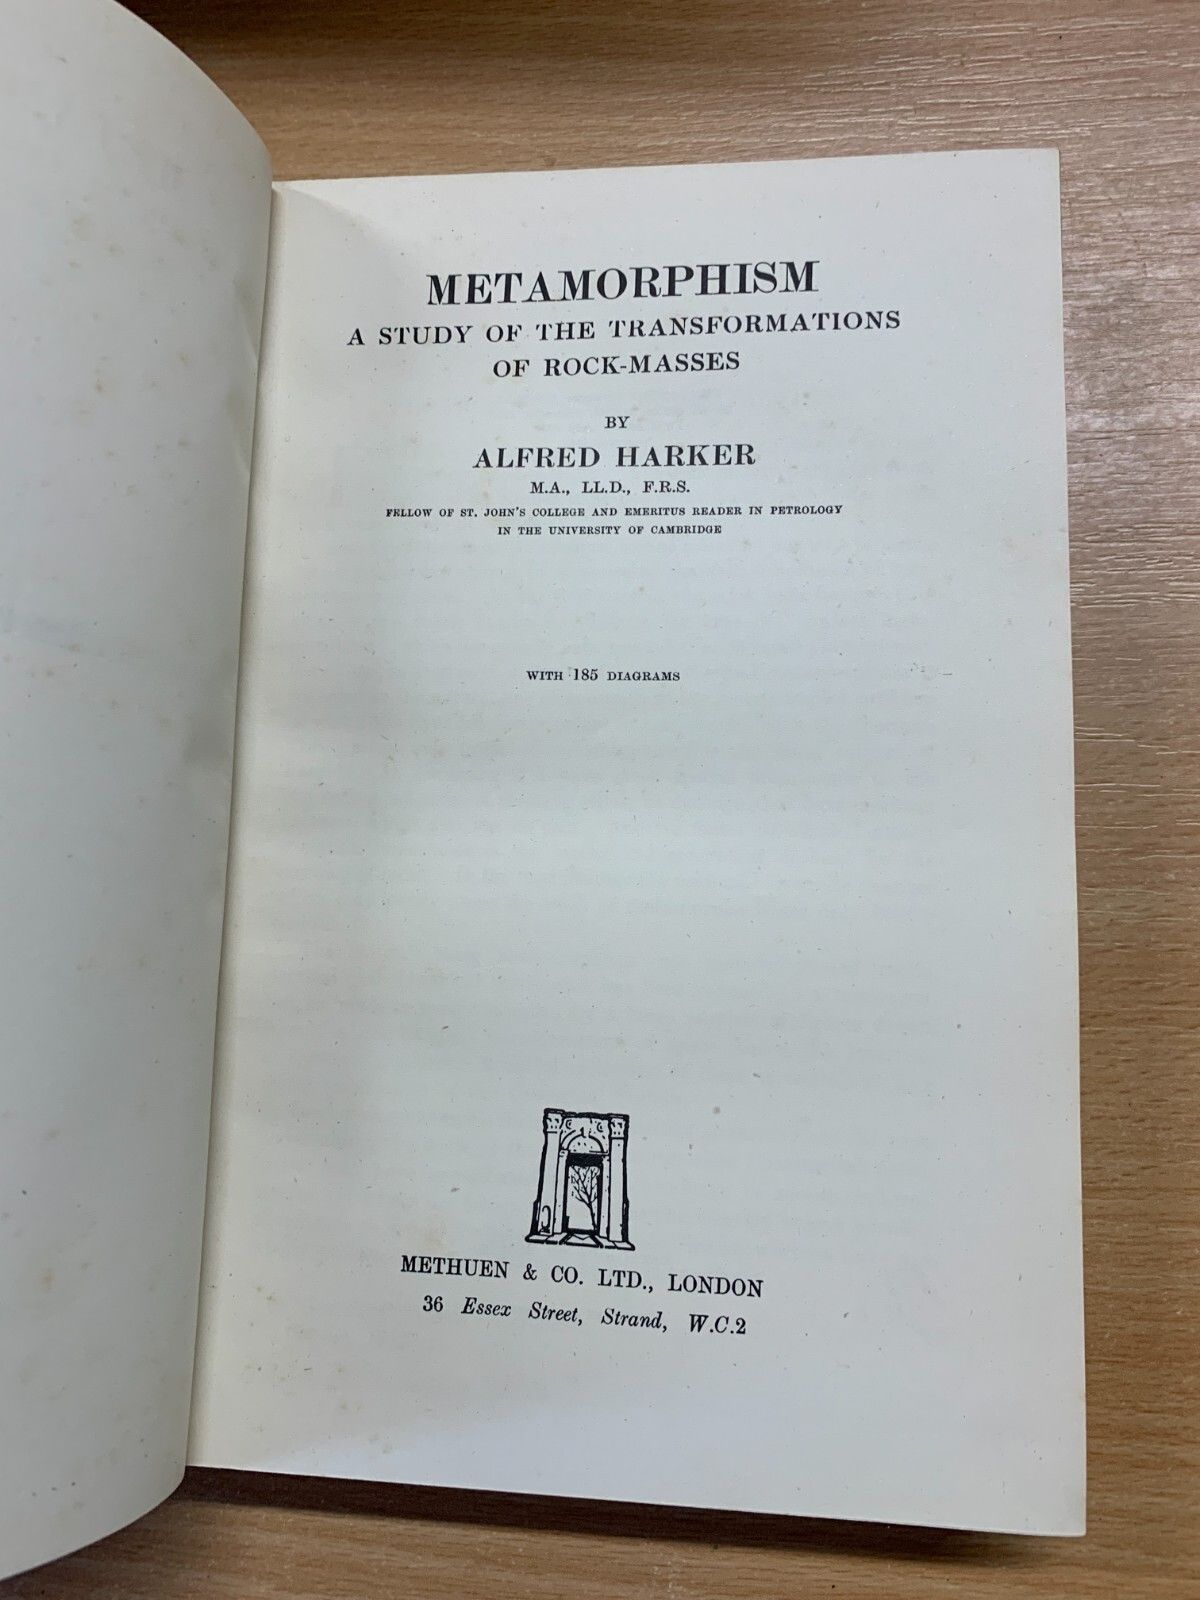 METAMORPHISM
A STUDY OF THE TRANSFORMATIONS
OF ROCK-MASSES
BY
ALFRED HARKER
M.A., LL.D., F.R.S.
FELLOW OF ST. JOHN'S COLLEGE AND EMERITUS READER IN PETROLOGY
IN THE UNIVERSITY OF CAMBRIDGE
WITH 185 DIAGRAMS
METHUEN & CO. LTD., LONDON
36 Essex Street, Strand, W.C.2